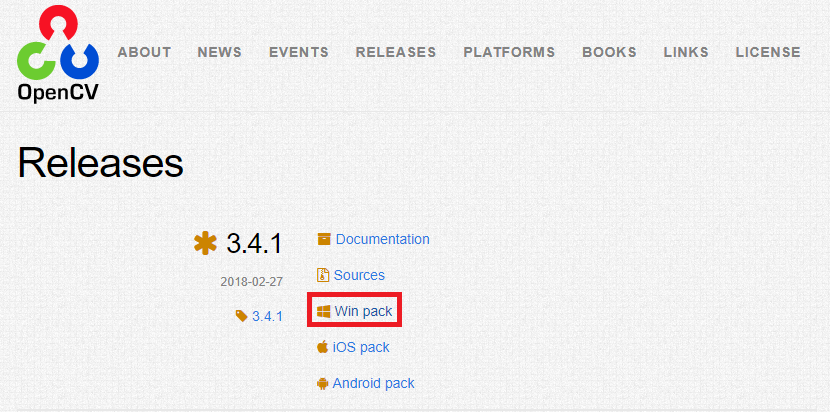 OpenCV
ABOUT NEWS EVENTS RELEASES PLATFORMS BOOKS LINKS LICENSE
Releases
3.4.1
2018-02-27
3.4.1
Documentation
Sources
Win pack
iOS pack
Android pack